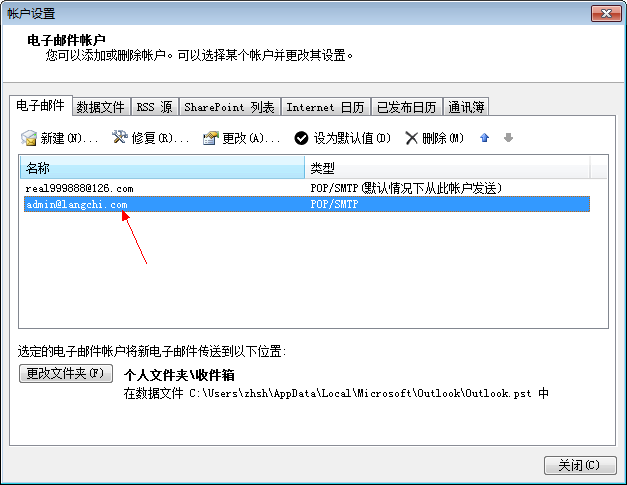 帐户设置
电子邮件帐户
您可以添加或删除帐户。可以选择某个帐户并更改其设置。
电子邮件 数据文件 RSS 源 SharePoint 列表 Internet 日历 已发布日历 通讯簿
新建(N)... 修复(R)... 更改(A)... 设为默认值(D) 删除(M)
名称 类型
real999888@126.com POP/SMTP(默认情况下从此帐户发送)
admin@langchi.com POP/SMTP
选定的电子邮件帐户将新电子邮件传送到以下位置:
更改文件夹(F) 个人文件夹\收件箱
在数据文件 C:\Users\zhsh\AppData\Local\Microsoft\Outlook\Outlook.pst 中
关闭(C)